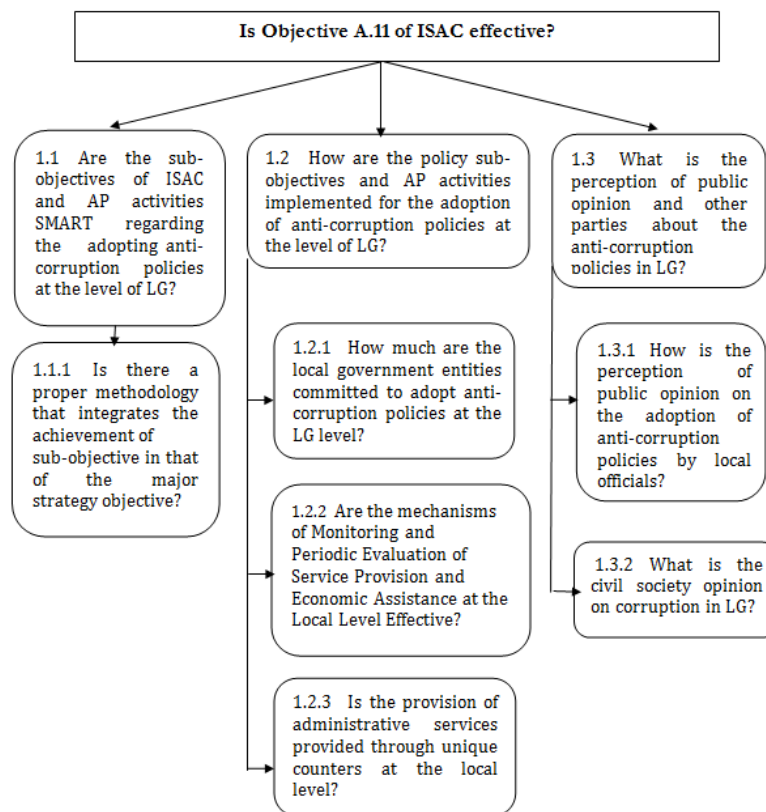 Is Objective A.11 of ISAC effective?
1.1 Are the sub-
objectives of ISAC
and AP activities
SMART regarding
the adopting anti-
corruption policies
at the level of LG?
1.1.1 Is there a
proper methodology
that integrates the
achievement of
sub-objective in that
of the major
strategy objective?
1.2 How are the policy sub-
objectives and AP activities
implemented for the adoption
of anti-corruption policies at
the level of LG?
1.2.1 How much are the
local government entities
committed to adopt anti-
corruption policies at the
LG level?
1.2.2 Are the mechanisms
of Monitoring and
Periodic Evaluation of
Service Provision and
Economic Assistance at the
Local Level Effective?
1.2.3 Is the provision of
administrative services
provided through unique
counters at the local
level?
1.3 What is the
perception of public
opinion and other
parties about the
anti-corruption
policies in LG?
1.3.1 How is the
perception of
public opinion on
the adoption of
anti-corruption
policies by local
officials?
1.3.2 What is the
civil society opinion
on corruption in LG?